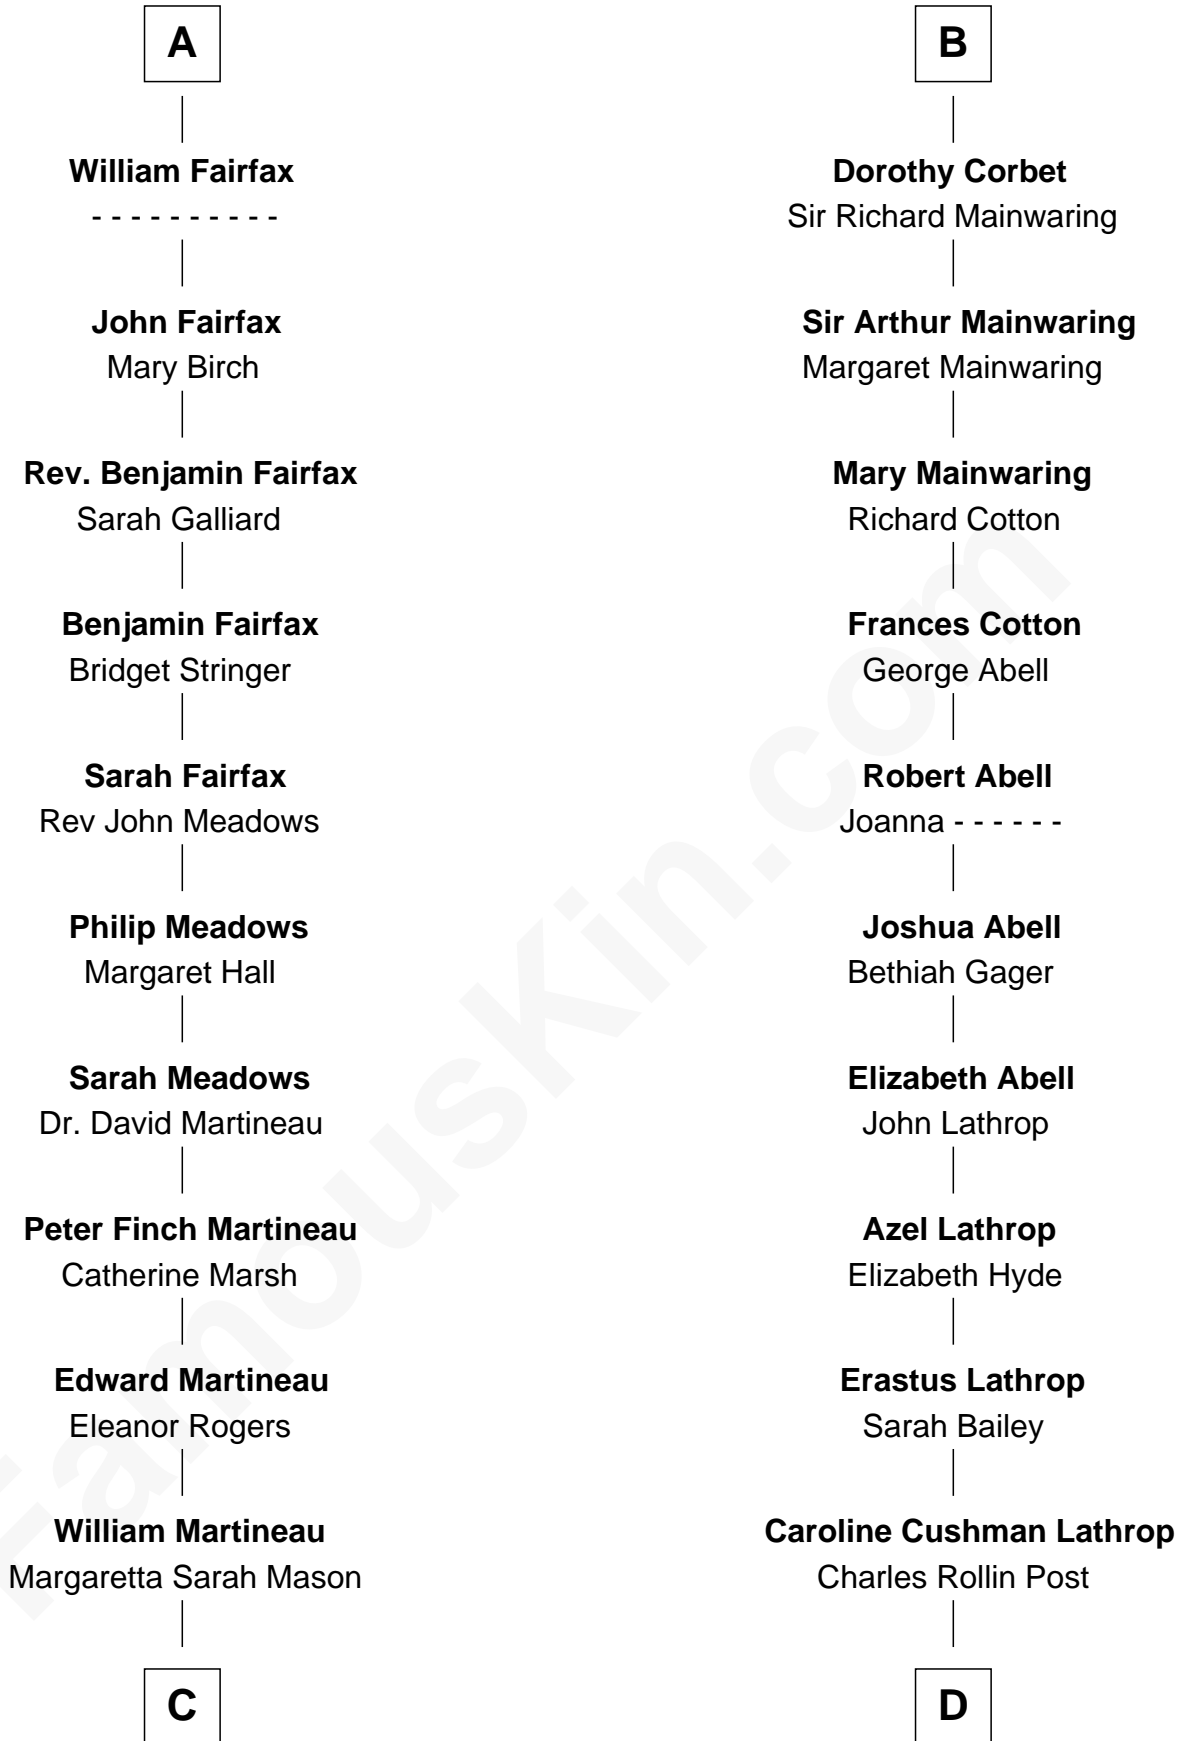 A
William Fairfax
- - - - - - - - - -
John Fairfax
Mary Birch
Rev. Benjamin Fairfax
Sarah Galliard
Benjamin Fairfax
Bridget Stringer
Sarah Fairfax
Rev John Meadows
Philip Meadows
Margaret Hall
Sarah Meadows
Dr. David Martineau
Peter Finch Martineau
Catherine Marsh
Edward Martineau
Eleanor Rogers
William Martineau
Margaretta Sarah Mason
C
B
Dorothy Corbet
Sir Richard Mainwaring
Sir Arthur Mainwaring
Margaret Mainwaring
Mary Mainwaring
Richard Cotton
Frances Cotton
George Abell
Robert Abell
Joanna - - - - - -
Joshua Abell
Bethiah Gager
Elizabeth Abell
John Lathrop
Azel Lathrop
Elizabeth Hyde
Erastus Lathrop
Sarah Bailey
Caroline Cushman Lathrop
Charles Rollin Post
D
FamousKin.com